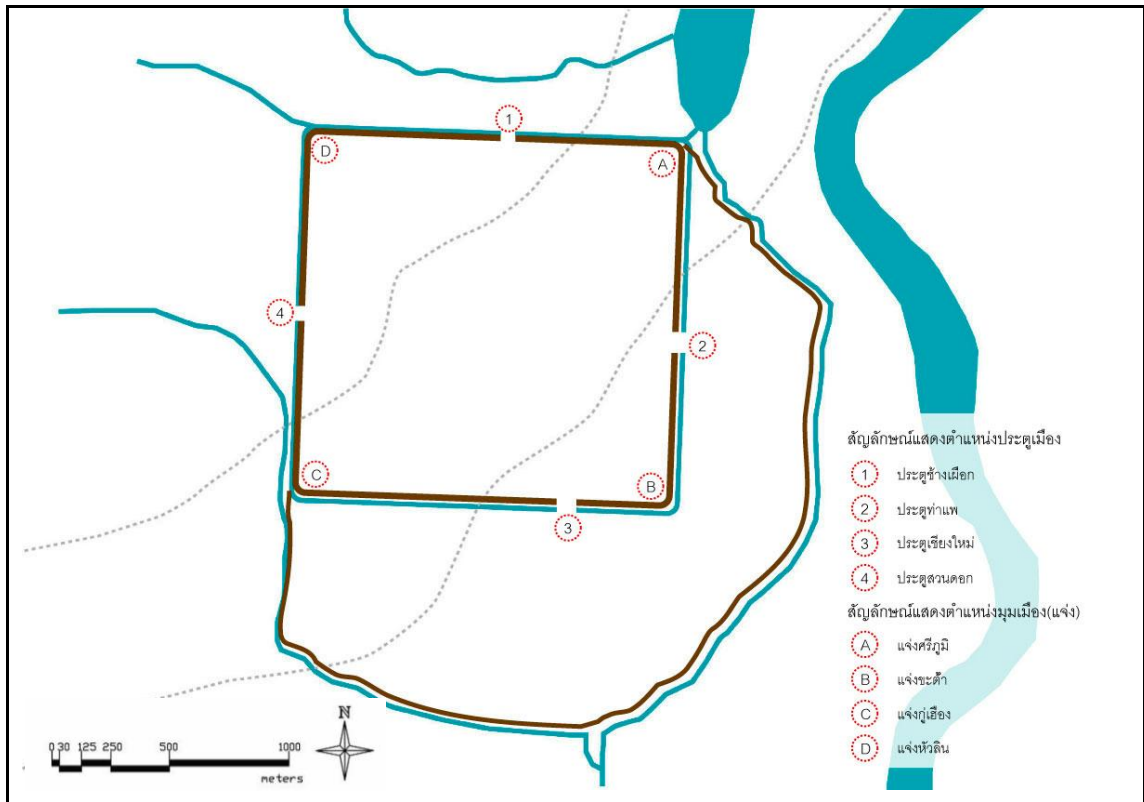 1
D
A
4
2
C
B
3
สัญลักษณ์แสดงตำแหน่งประตูเมือง
1 ประตูช้างเผือก
2 ประตูท่าแพ
3 ประตูเชียงใหม่
4 ประตูสวนดอก
สัญลักษณ์แสดงตำแหน่งมุมเมือง(แจ่ง)
A แจ่งศรีภูมิ
B แจ่งขะต๊ำ
C แจ่งกู่เฮือง
D แจ่งหัวลิน
N
0 30 125 250 500 1000
meters